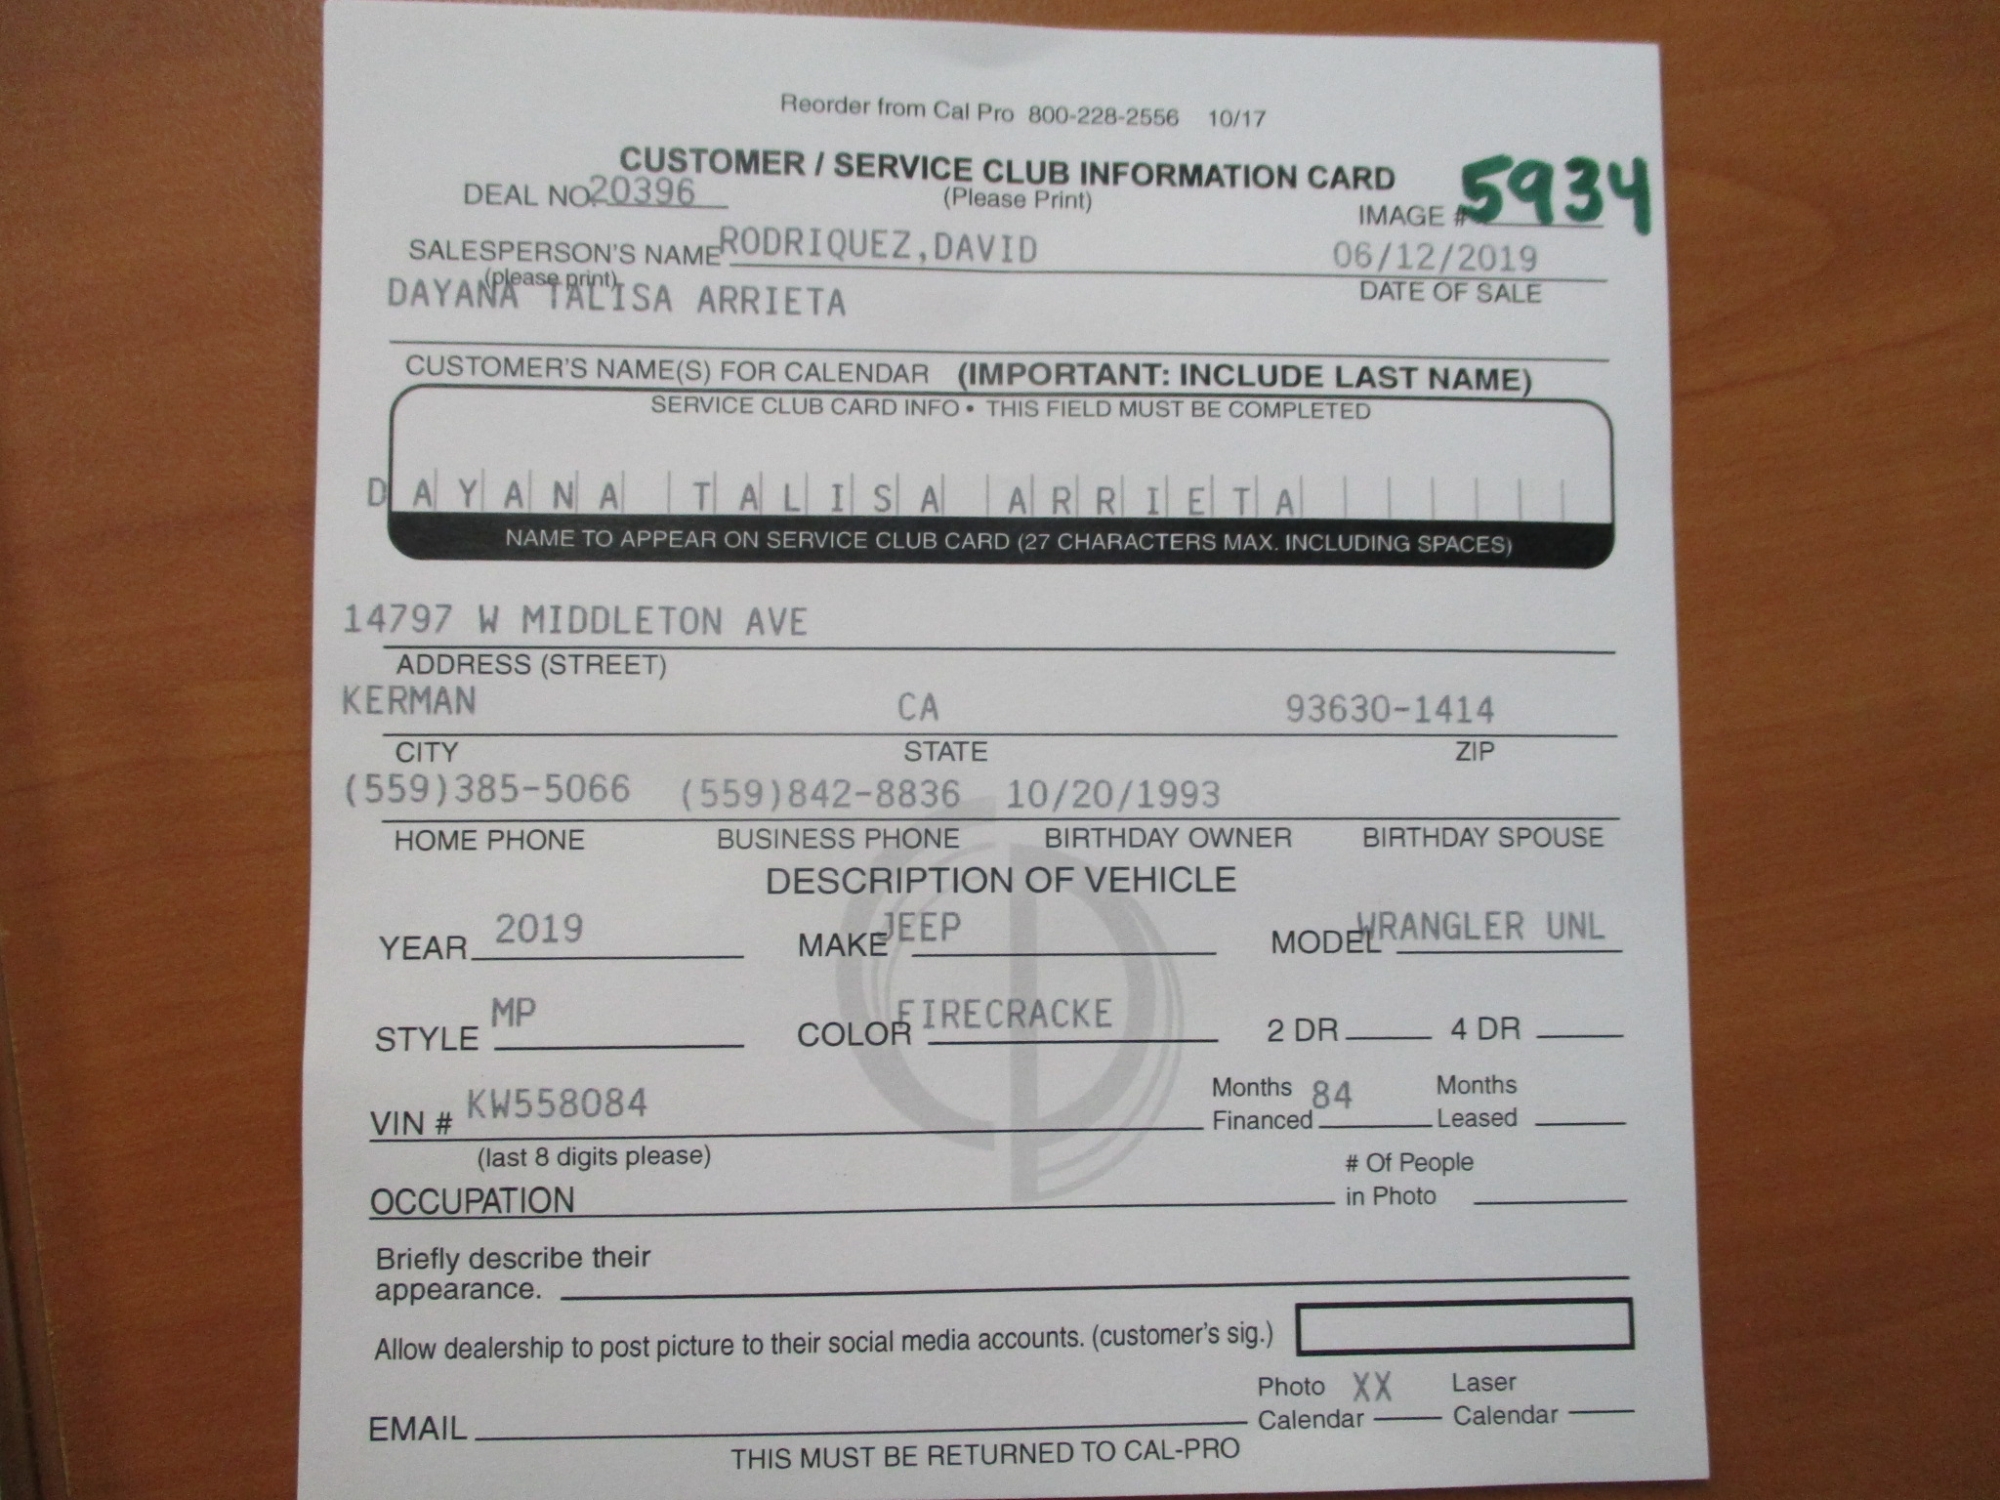 Reorder from Cal Pro 800-228-2556 10/17
CUSTOMER / SERVICE CLUB INFORMATION CARD
DEAL NO. 20396 (Please Print) IMAGE # 5934
SALESPERSON'S NAME RODRIQUEZ,DAVID 06/12/2019
(please print) DATE OF SALE
DAYANA TALISA ARRIETA
CUSTOMER'S NAME(S) FOR CALENDAR (IMPORTANT: INCLUDE LAST NAME)
SERVICE CLUB CARD INFO • THIS FIELD MUST BE COMPLETED
DAYANA TALISA ARRIETA
NAME TO APPEAR ON SERVICE CLUB CARD (27 CHARACTERS MAX. INCLUDING SPACES)
14797 W MIDDLETON AVE
ADDRESS (STREET)
KERMAN CA 93630-1414
CITY STATE ZIP
(559)385-5066 (559)842-8836 10/20/1993
HOME PHONE BUSINESS PHONE BIRTHDAY OWNER BIRTHDAY SPOUSE
DESCRIPTION OF VEHICLE
YEAR 2019 MAKE JEEP MODEL WRANGLER UNL
STYLE MP COLOR FIRECRACKE 2 DR 4 DR
VIN # KW558084 Months Financed 84 Months Leased
(last 8 digits please)
OCCUPATION # Of People in Photo
Briefly describe their
appearance.
Allow dealership to post picture to their social media accounts. (customer's sig.)
EMAIL Photo Calendar XX Laser Calendar
THIS MUST BE RETURNED TO CAL-PRO